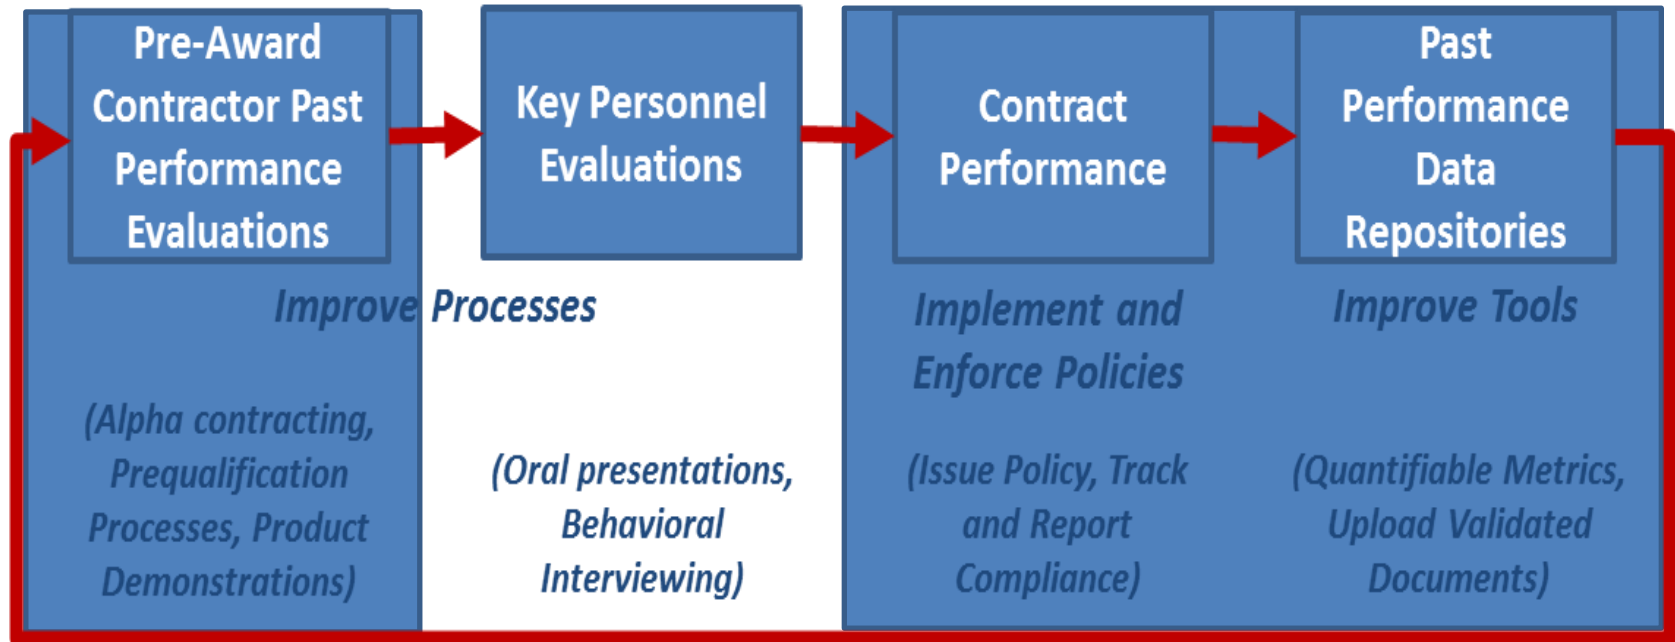 Pre-Award
Contractor Past
Performance
Evaluations
Key Personnel
Evaluations
Contract
Performance
Past
Performance
Data
Repositories
Improve Processes
Implement and
Enforce Policies
Improve Tools
(Alpha contracting,
Prequalification
Processes, Product
Demonstrations)
(Oral presentations,
Behavioral
Interviewing)
(Issue Policy, Track
and Report
Compliance)
(Quantifiable Metrics,
Upload Validated
Documents)